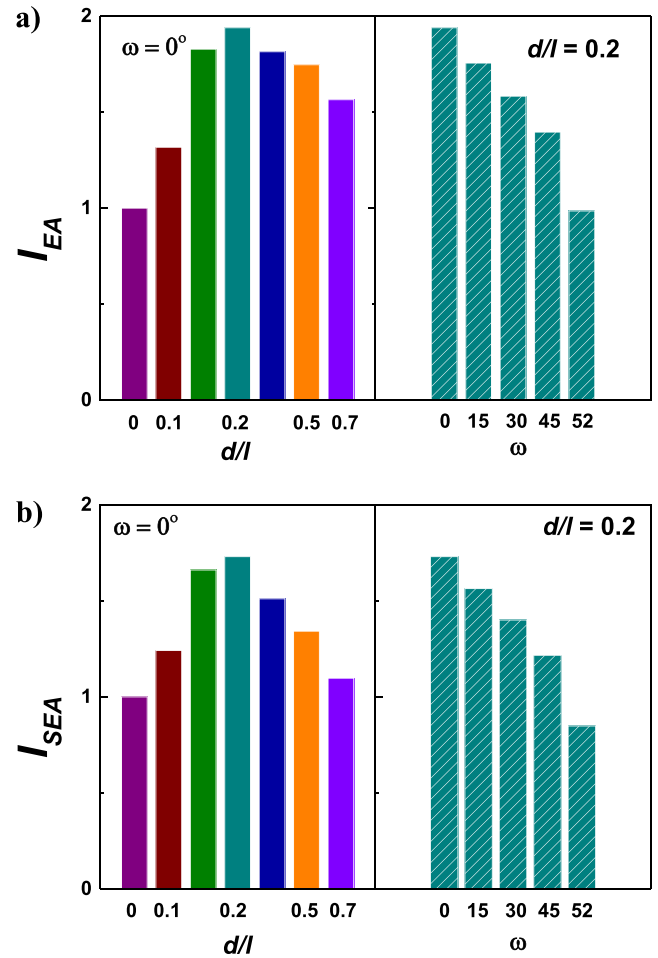 a)
2
1
0
I_EA
ω = 0°
d/l = 0.2
0 0.1 0.2 0.5 0.7
d/l
0 15 30 45 52
ω
b)
2
1
0
I_SEA
ω = 0°
d/l = 0.2
0 0.1 0.2 0.5 0.7
d/l
0 15 30 45 52
ω